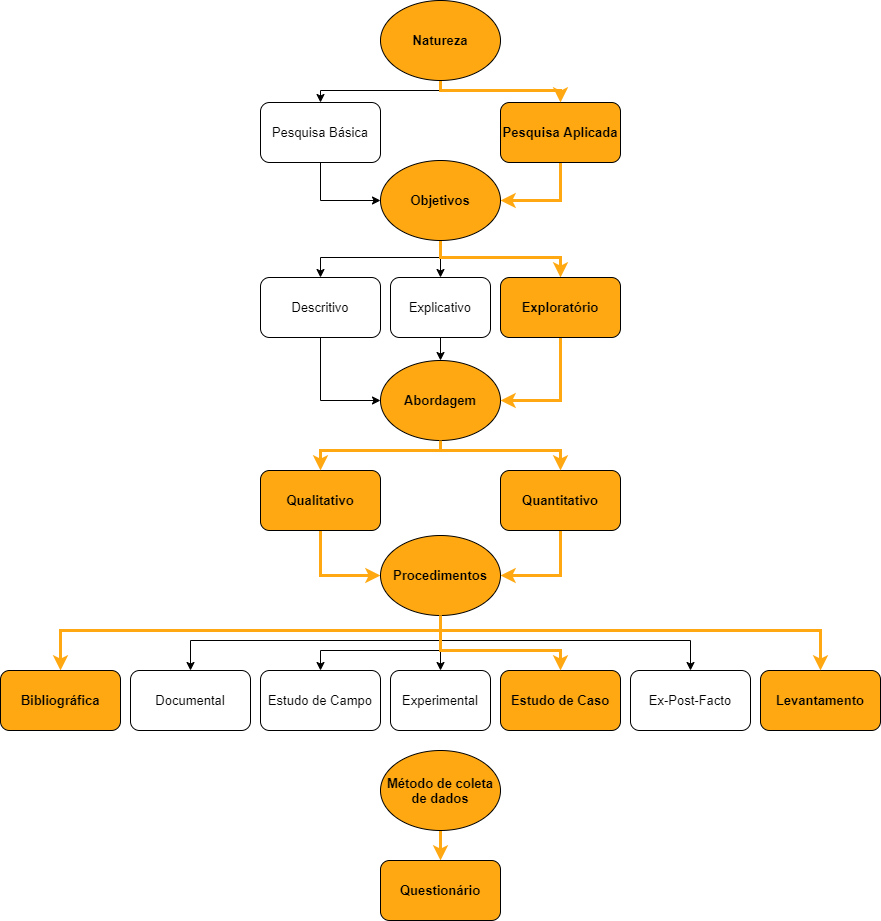 Natureza
Pesquisa Básica
Pesquisa Aplicada
Objetivos
Descritivo
Explicativo
Exploratório
Abordagem
Qualitativo
Quantitativo
Procedimentos
Bibliográfica
Documental
Estudo de Campo
Experimental
Estudo de Caso
Ex-Post-Facto
Levantamento
Método de coleta
de dados
Questionário